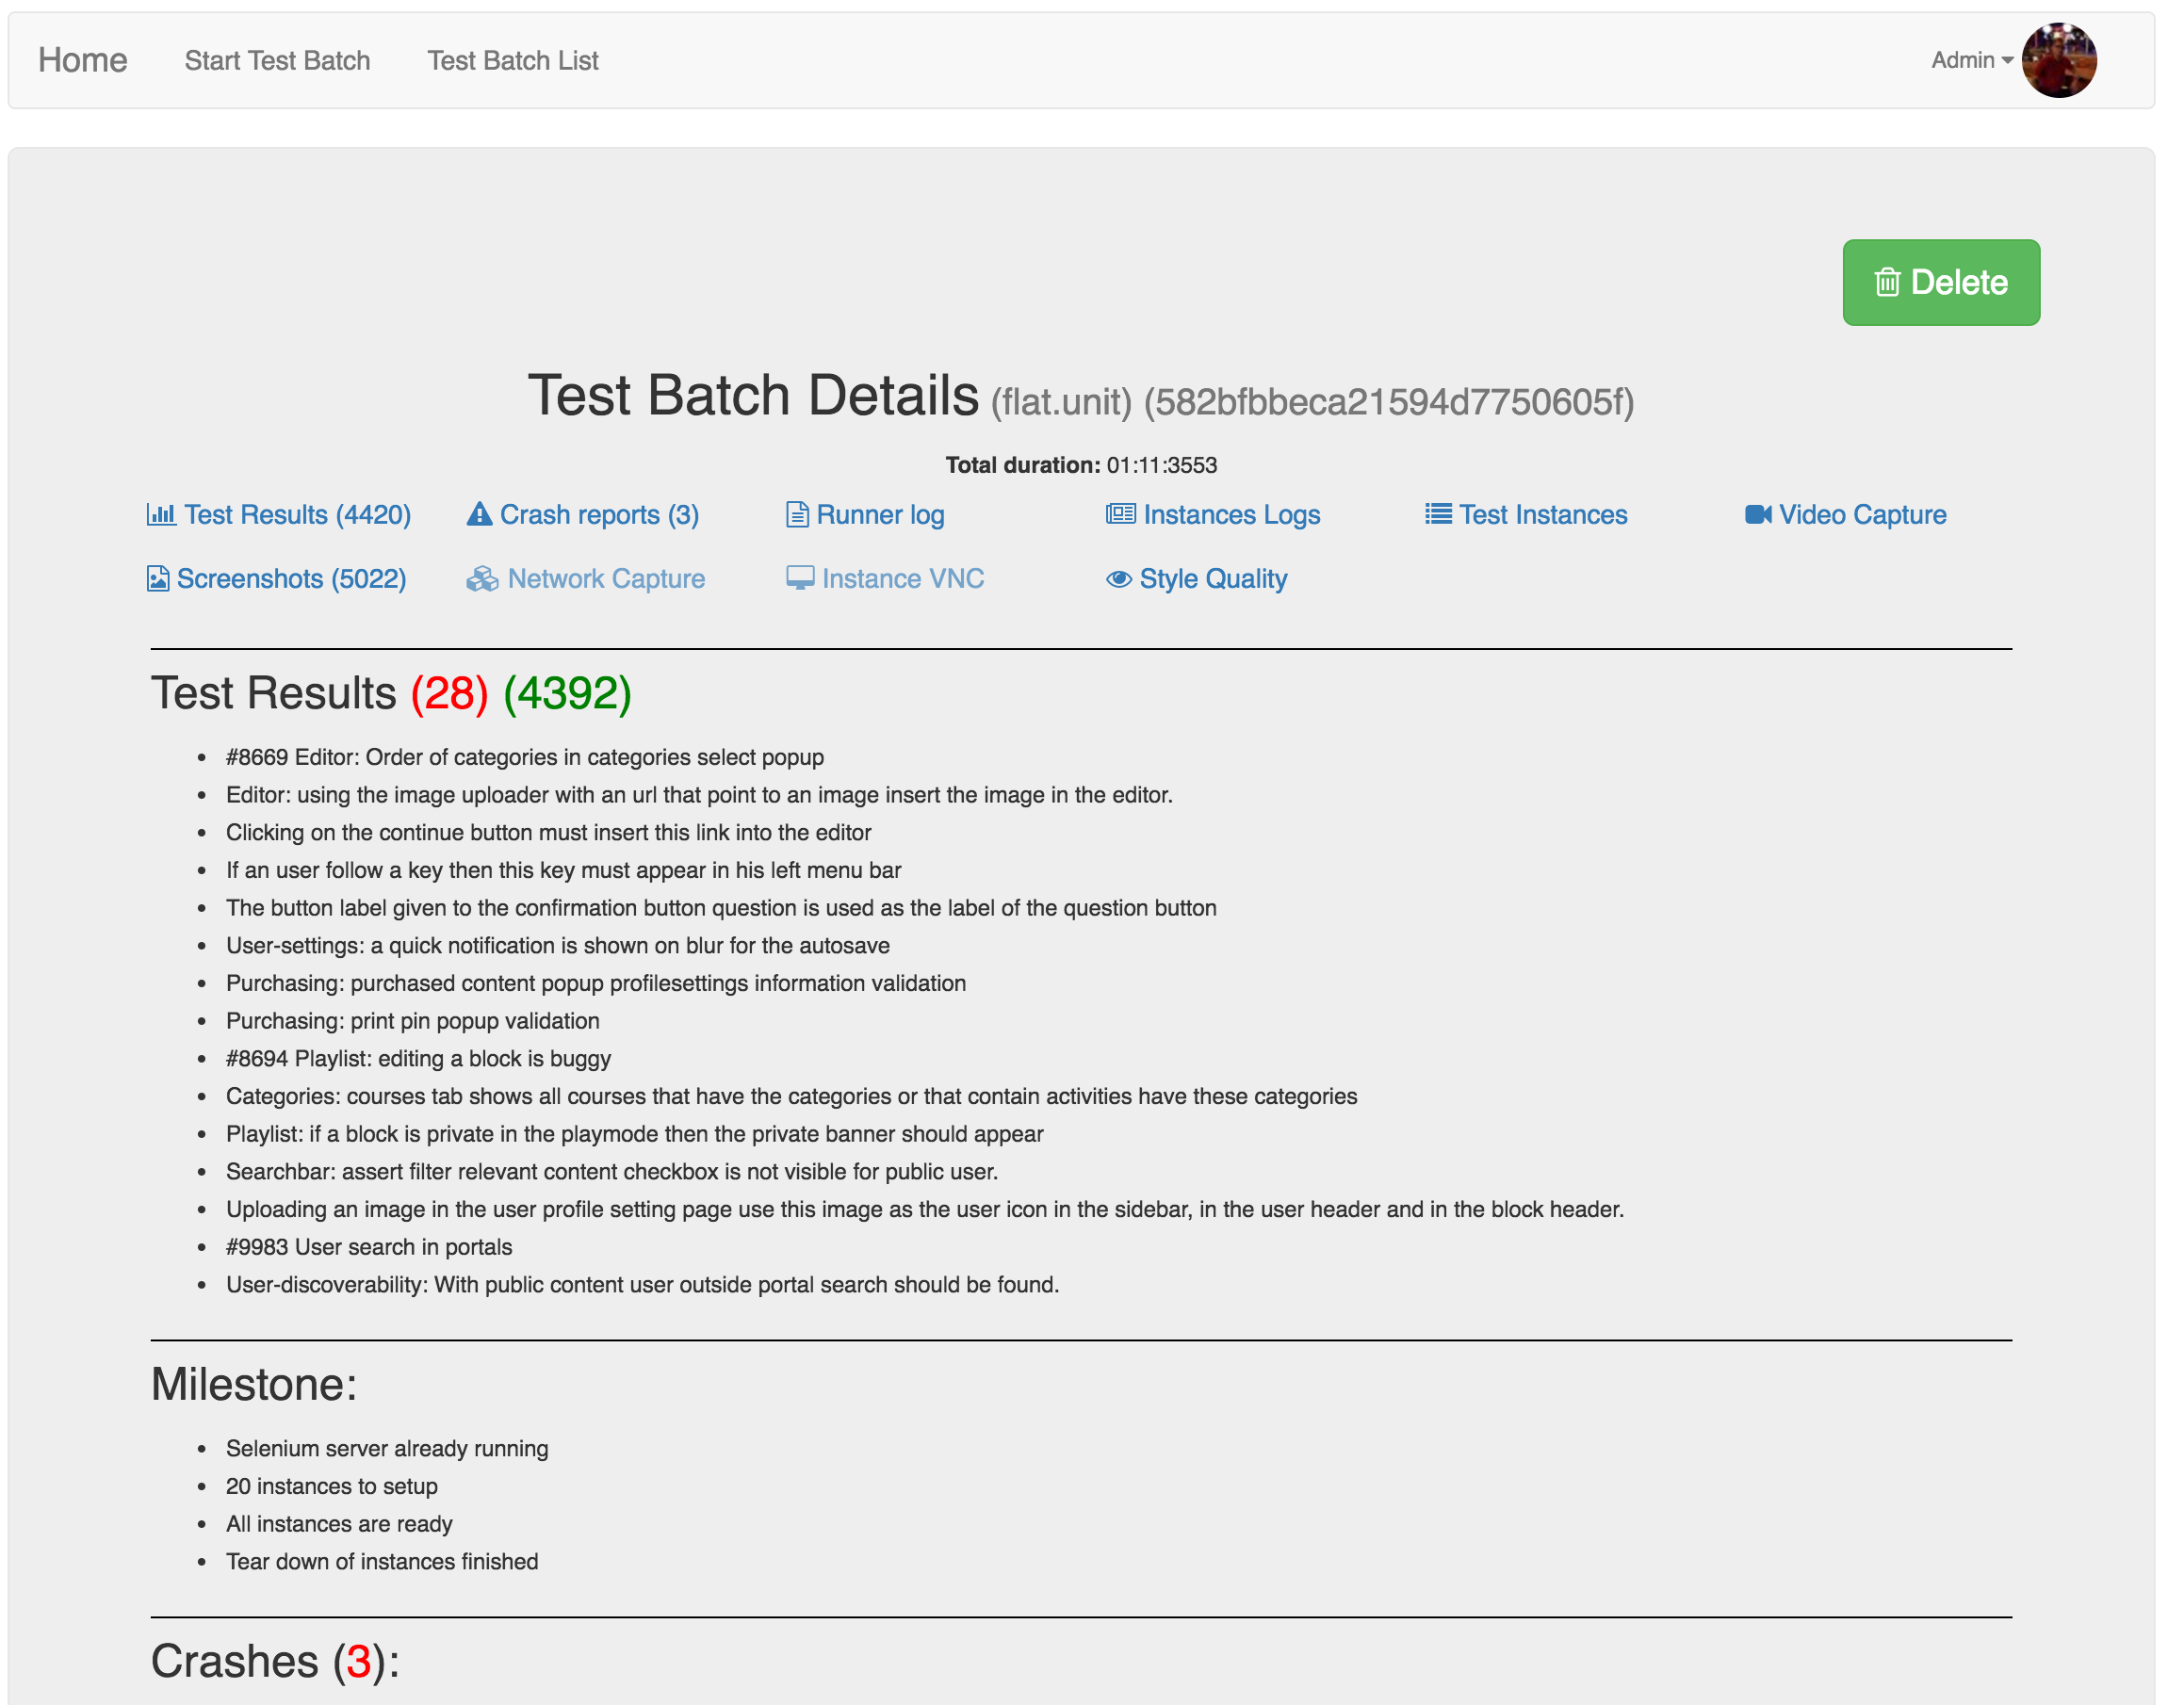 Home Start Test Batch Test Batch List Admin
Delete
Test Batch Details (flat.unit) (582bfbbeca21594d7750605f)
Total duration: 01:11:3553
Test Results (4420) Crash reports (3) Runner log Instances Logs Test Instances Video Capture
Screenshots (5022) Network Capture Instance VNC Style Quality
Test Results (28) (4392)
#8669 Editor: Order of categories in categories select popup
Editor: using the image uploader with an url that point to an image insert the image in the editor.
Clicking on the continue button must insert this link into the editor
If an user follow a key then this key must appear in his left menu bar
The button label given to the confirmation button question is used as the label of the question button
User-settings: a quick notification is shown on blur for the autosave
Purchasing: purchased content popup profilesettings information validation
Purchasing: print pin popup validation
#8694 Playlist: editing a block is buggy
Categories: courses tab shows all courses that have the categories or that contain activities have these categories
Playlist: if a block is private in the playmode then the private banner should appear
Searchbar: assert filter relevant content checkbox is not visible for public user.
Uploading an image in the user profile setting page use this image as the user icon in the sidebar, in the user header and in the block header.
#9983 User search in portals
User-discoverability: With public content user outside portal search should be found.
Milestone:
Selenium server already running
20 instances to setup
All instances are ready
Tear down of instances finished
Crashes (3):